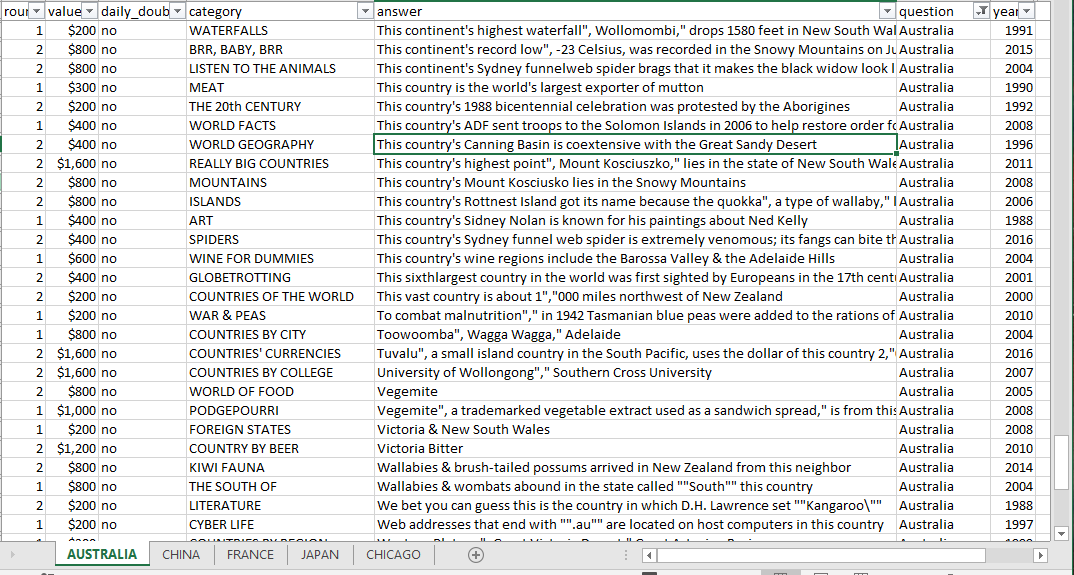 rour value daily_doub category answer question year
1 $200 no WATERFALLS This continent's highest waterfall", Wollomombi," drops 1580 feet in New South Wal Australia 1991
2 $800 no BRR, BABY, BRR This continent's record low", -23 Celsius, was recorded in the Snowy Mountains on Ju Australia 2015
2 $800 no LISTEN TO THE ANIMALS This continent's Sydney funnelweb spider brags that it makes the black widow look l Australia 2004
1 $300 no MEAT This country is the world's largest exporter of mutton Australia 1990
2 $200 no THE 20th CENTURY This country's 1988 bicentennial celebration was protested by the Aborigines Australia 1992
1 $400 no WORLD FACTS This country's ADF sent troops to the Solomon Islands in 2006 to help restore order fo Australia 2008
2 $400 no WORLD GEOGRAPHY This country's Canning Basin is coextensive with the Great Sandy Desert Australia 1996
2 $1,600 no REALLY BIG COUNTRIES This country's highest point", Mount Kosciuszko," lies in the state of New South Wale Australia 2011
2 $800 no MOUNTAINS This country's Mount Kosciusko lies in the Snowy Mountains Australia 2008
2 $800 no ISLANDS This country's Rottnest Island got its name because the quokka", a type of wallaby," l Australia 2006
1 $400 no ART This country's Sidney Nolan is known for his paintings about Ned Kelly Australia 1988
2 $400 no SPIDERS This country's Sydney funnel web spider is extremely venomous; its fangs can bite th Australia 2016
1 $600 no WINE FOR DUMMIES This country's wine regions include the Barossa Valley & the Adelaide Hills Australia 2004
2 $400 no GLOBETROTTING This sixthlargest country in the world was first sighted by Europeans in the 17th centu Australia 2001
2 $200 no COUNTRIES OF THE WORLD This vast country is about 1","000 miles northwest of New Zealand Australia 2000
1 $200 no WAR & PEAS To combat malnutrition"," in 1942 Tasmanian blue peas were added to the rations of Australia 2010
1 $800 no COUNTRIES BY CITY Toowoomba", Wagga Wagga," Adelaide Australia 2004
2 $1,600 no COUNTRIES' CURRENCIES Tuvalu", a small island country in the South Pacific, uses the dollar of this country 2," Australia 2016
2 $1,600 no COUNTRIES BY COLLEGE University of Wollongong"," Southern Cross University Australia 2007
2 $800 no WORLD OF FOOD Vegemite Australia 2005
1 $1,000 no PODGEPOURRI Vegemite", a trademarked vegetable extract used as a sandwich spread," is from this Australia 2008
1 $200 no FOREIGN STATES Victoria & New South Wales Australia 2008
2 $1,200 no COUNTRY BY BEER Victoria Bitter Australia 2010
2 $800 no KIWI FAUNA Wallabies & brush-tailed possums arrived in New Zealand from this neighbor Australia 2014
1 $800 no THE SOUTH OF Wallabies & wombats abound in the state called ""South"" this country Australia 2004
2 $200 no LITERATURE We bet you can guess this is the country in which D.H. Lawrence set ""Kangaroo\"" Australia 1988
1 $200 no CYBER LIFE Web addresses that end with "".au"" are located on host computers in this country Australia 1997
AUSTRALIA CHINA FRANCE JAPAN CHICAGO